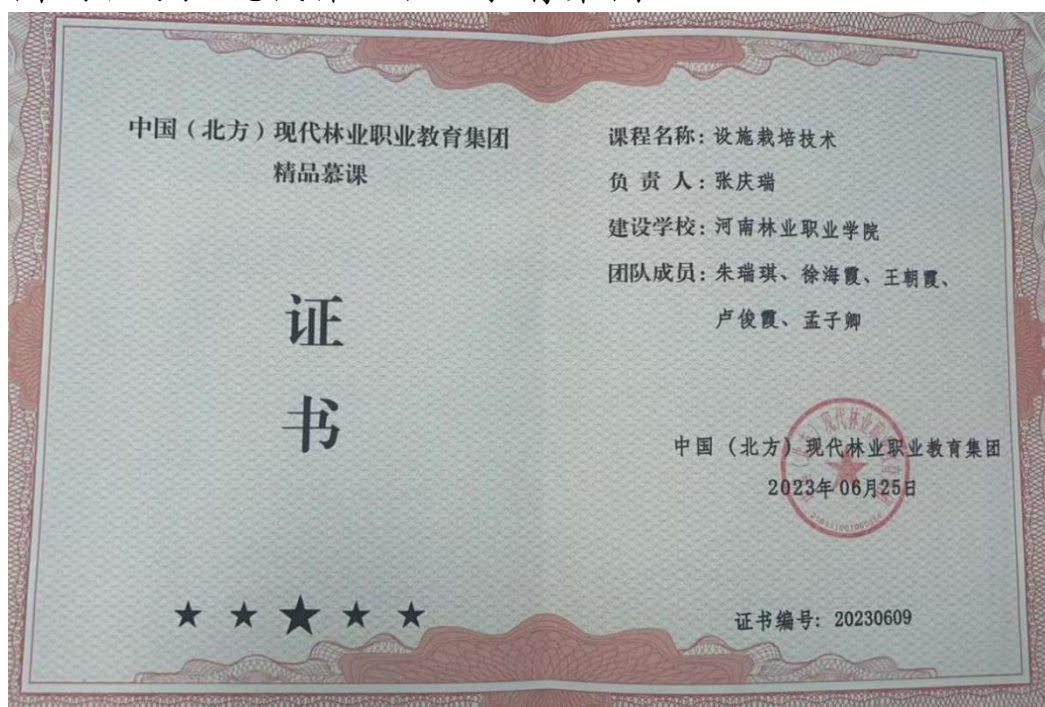 中国（北方）现代林业职业教育集团
精品慕课
证
书
课程名称：设施栽培技术
负 责 人：张庆瑞
建设学校：河南林业职业学院
团队成员：朱瑞琪、徐海霞、王朝霞、
卢俊霞、孟子卿
中国（北方）现代林业职业教育集团
2023年06月25日
证书编号：20230609